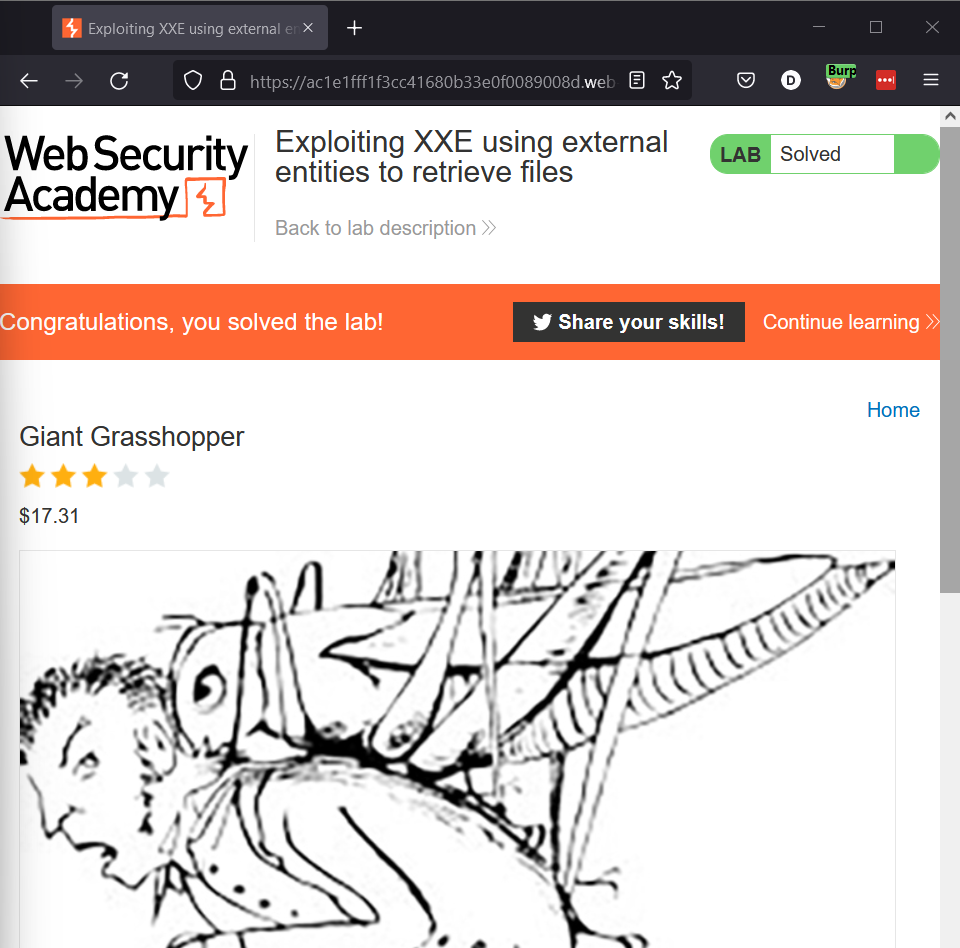 Exploiting XXE using external en
https://ac1e1fff1f3cc41680b33e0f0089008d.web
D
Burp
Web Security
Academy
Exploiting XXE using external
entities to retrieve files
Back to lab description
LAB
Solved
Congratulations, you solved the lab!
Share your skills!
Continue learning
Home
Giant Grasshopper
$17.31